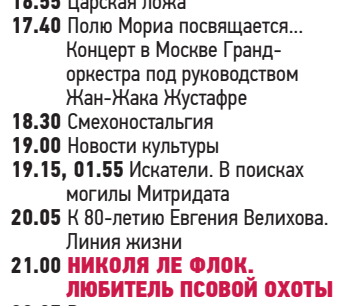 Царская ложа
17.40 Полю Мориа посвящается...
Концерт в Москве Гранд-
оркестра под руководством
Жан-Жака Жустафре
18.30 Смехоностальгия
19.00 Новости культуры
19.15, 01.55 Искатели. В поисках
могилы Митридата
20.05 К 80-летию Евгения Велихова.
Линия жизни
21.00 НИКОЛЯ ЛЕ ФЛОК.
ЛЮБИТЕЛЬ ПСОВОЙ ОХОТЫ